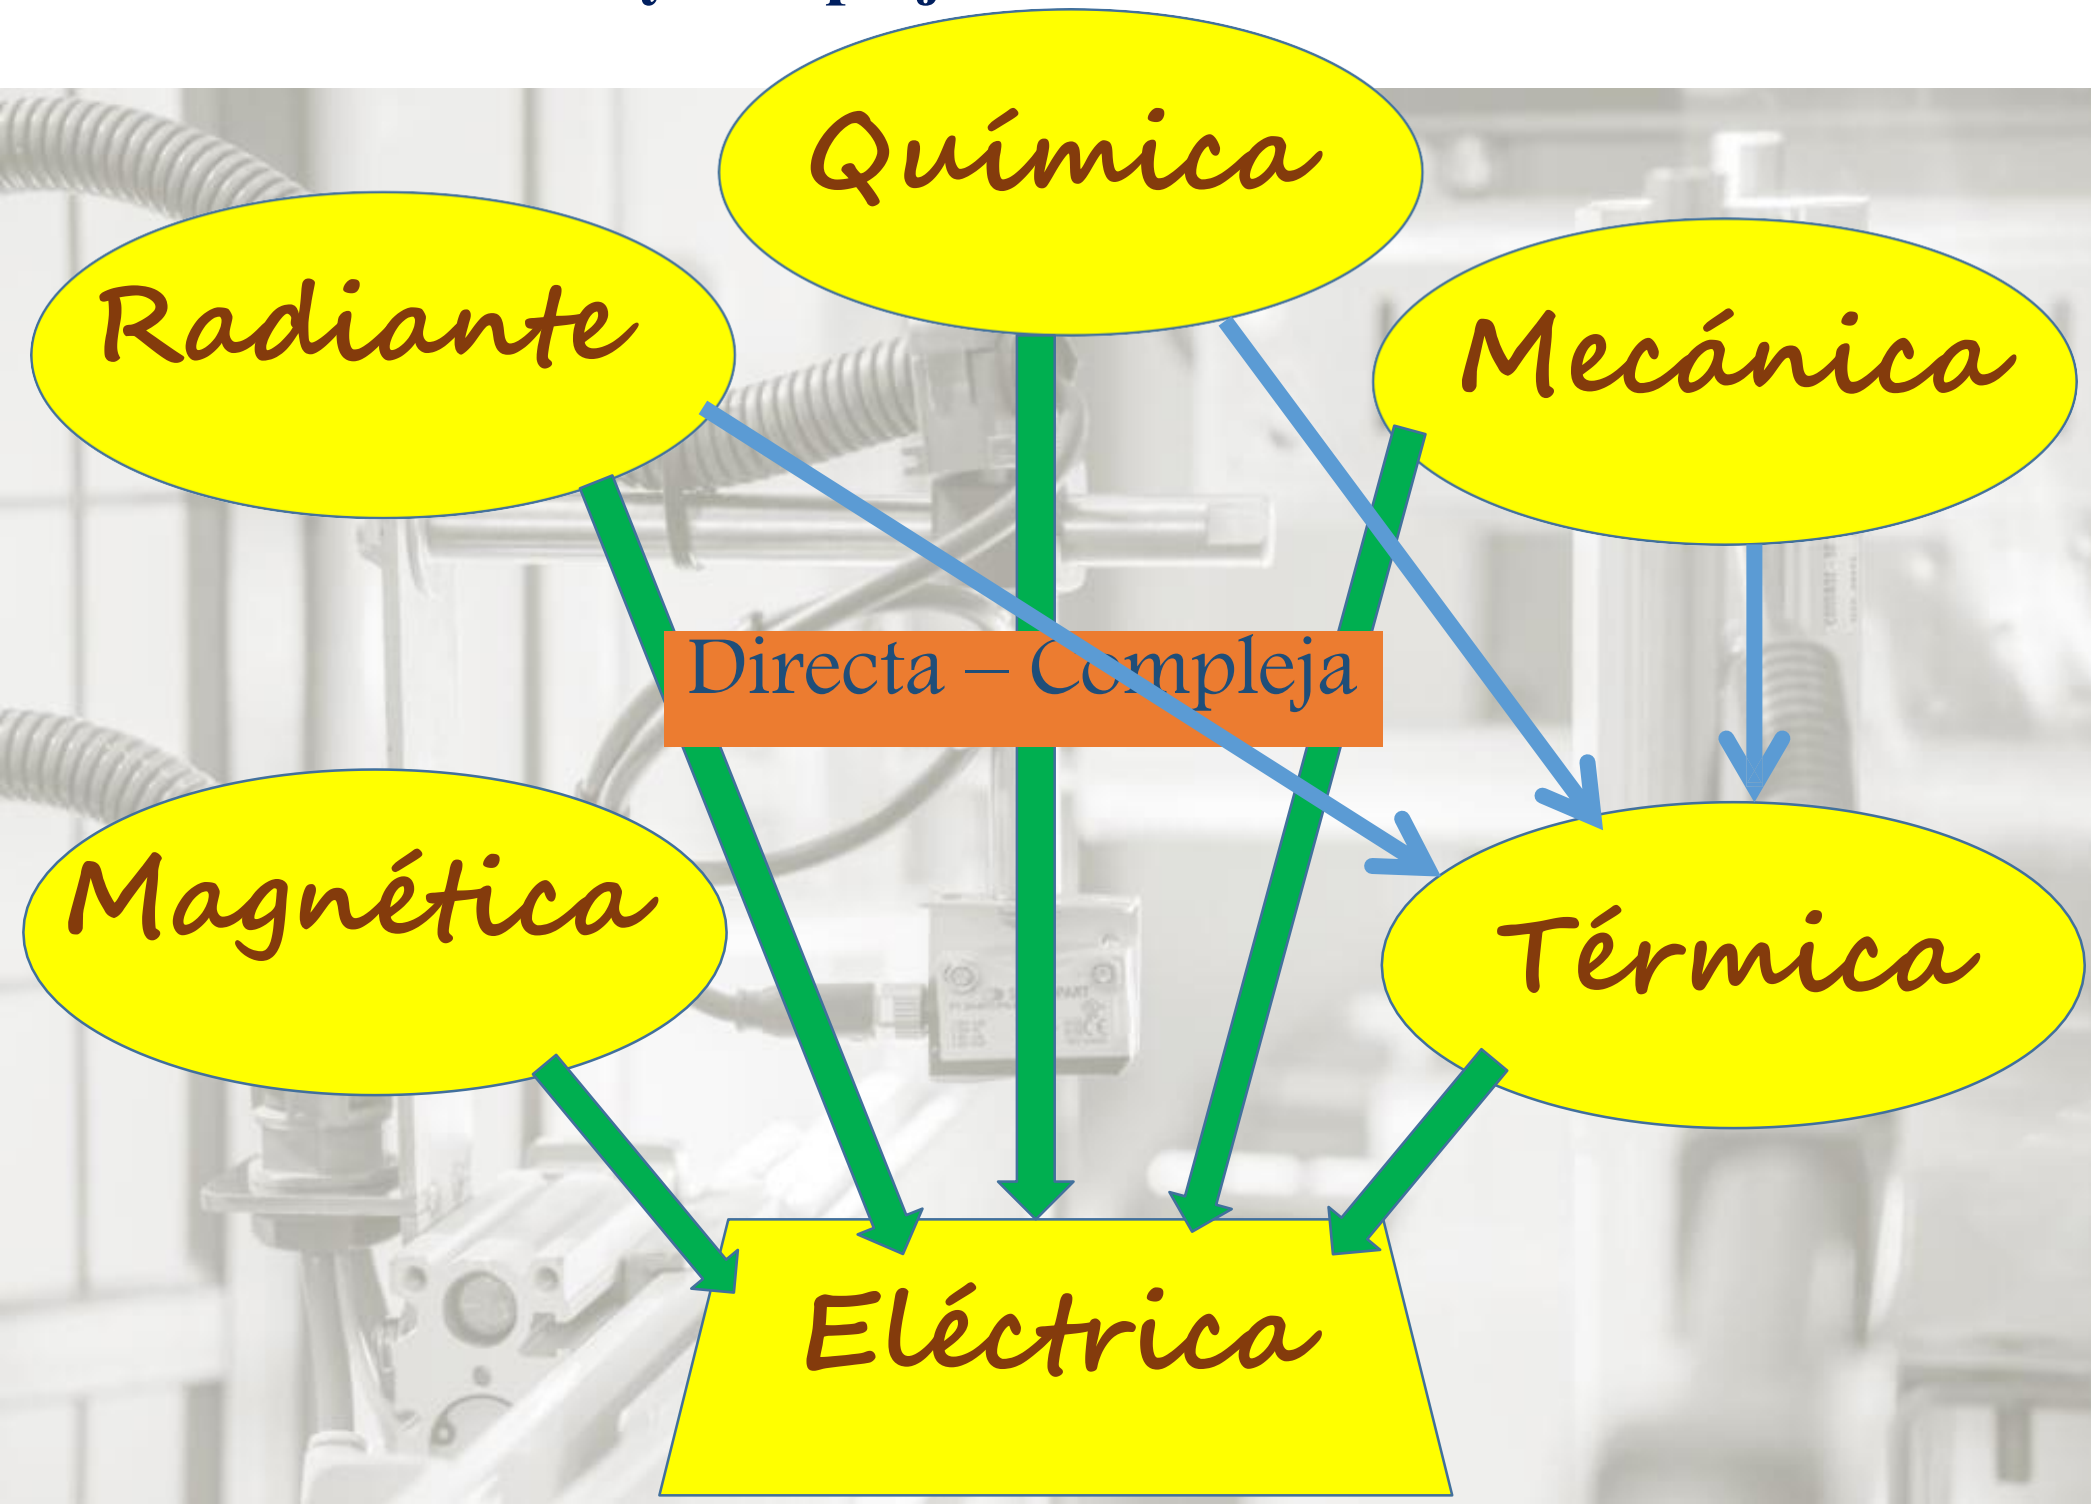 Química
Radiante
Mecánica
Directa – Compleja
Magnética
Térmica
Eléctrica